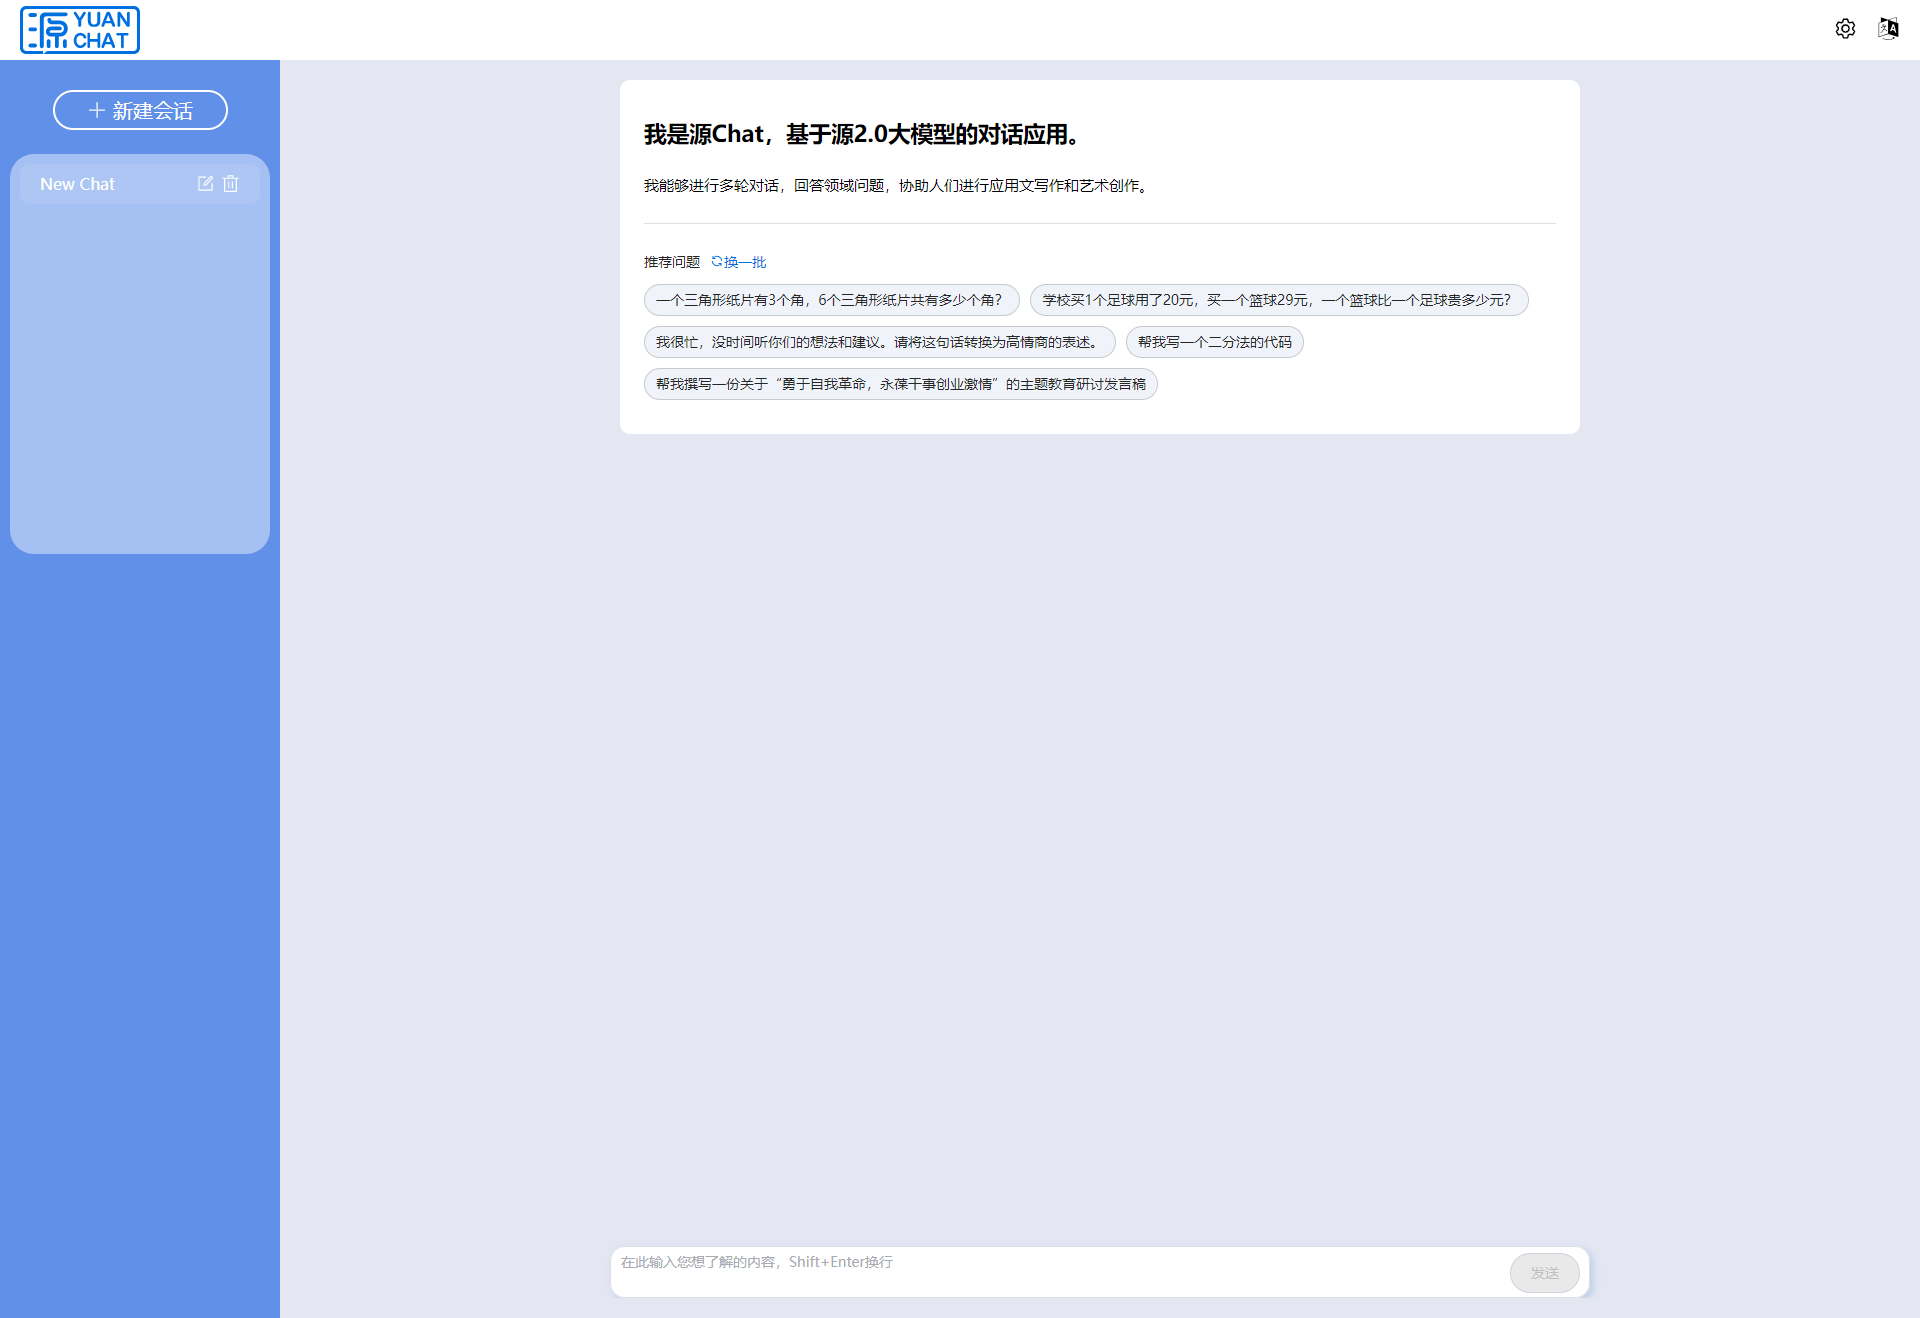 源 YUAN CHAT
新建会话
New Chat
我是源Chat，基于源2.0大模型的对话应用。
我能够进行多轮对话，回答领域问题，协助人们进行应用文写作和艺术创作。
推荐问题 换一批
一个三角形纸片有3个角，6个三角形纸片共有多少个角？ 学校买1个足球用了20元，买一个篮球29元，一个篮球比一个足球贵多少元？
我很忙，没时间听你们的想法和建议。请将这句话转换为高情商的表述。 帮我写一个二分法的代码
帮我撰写一份关于“勇于自我革命，永葆干事创业激情”的主题教育研讨发言稿
在此输入您想了解的内容，Shift+Enter换行
发送